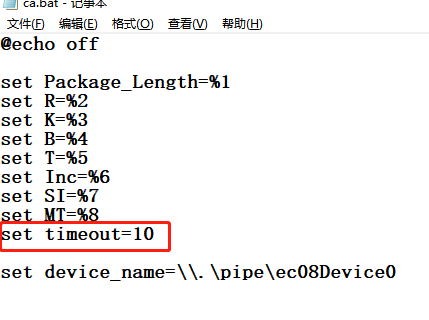 ca.bat - 记事本
文件(F) 编辑(E) 格式(O) 查看(V) 帮助(H)
@echo off
set Package_Length=%1
set R=%2
set K=%3
set B=%4
set T=%5
set Inc=%6
set SI=%7
set MT=%8
set timeout=10
set device_name=\\.\pipe\ec08Device0